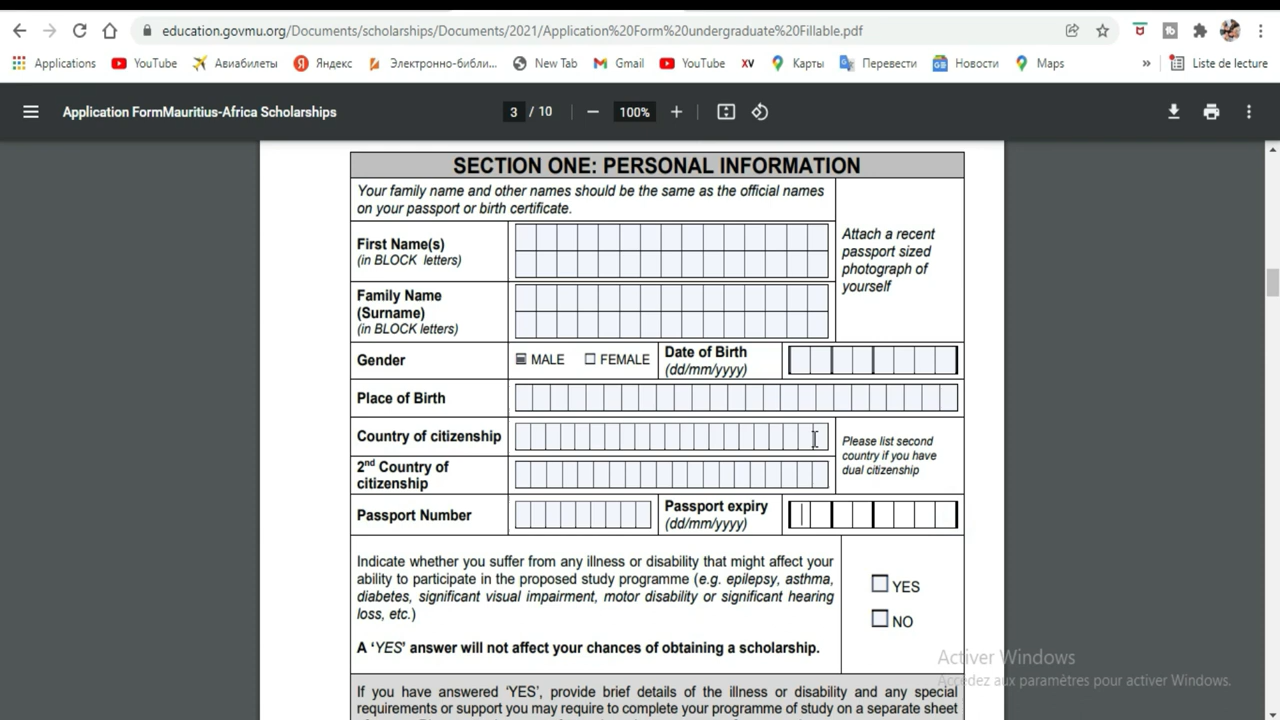 education.govmu.org/Documents/scholarships/Documents/2021/Application%20Form%20undergraduate%20Fillable.pdf
Applications YouTube Авиабилеты Яндекс Электронно-библи... New Tab Gmail YouTube XV Карты Перевести Новости Maps » Liste de lecture
Application FormMauritius-Africa Scholarships 3 / 10 100%
SECTION ONE: PERSONAL INFORMATION
Your family name and other names should be the same as the official names
on your passport or birth certificate.
Attach a recent
passport sized
photograph of
yourself
First Name(s)
(in BLOCK letters)
Family Name
(Surname)
(in BLOCK letters)
Gender MALE FEMALE Date of Birth
(dd/mm/yyyy)
Place of Birth
Country of citizenship
Please list second
country if you have
dual citizenship
2nd Country of
citizenship
Passport Number Passport expiry
(dd/mm/yyyy)
Indicate whether you suffer from any illness or disability that might affect your
ability to participate in the proposed study programme (e.g. epilepsy, asthma,
diabetes, significant visual impairment, motor disability or significant hearing
loss, etc.)
YES
NO
A ‘YES’ answer will not affect your chances of obtaining a scholarship.
If you have answered ‘YES’, provide brief details of the illness or disability and any special
requirements or support you may require to complete your programme of study on a separate sheet
Activer Windows
Accédez aux paramètres pour activer Windows.